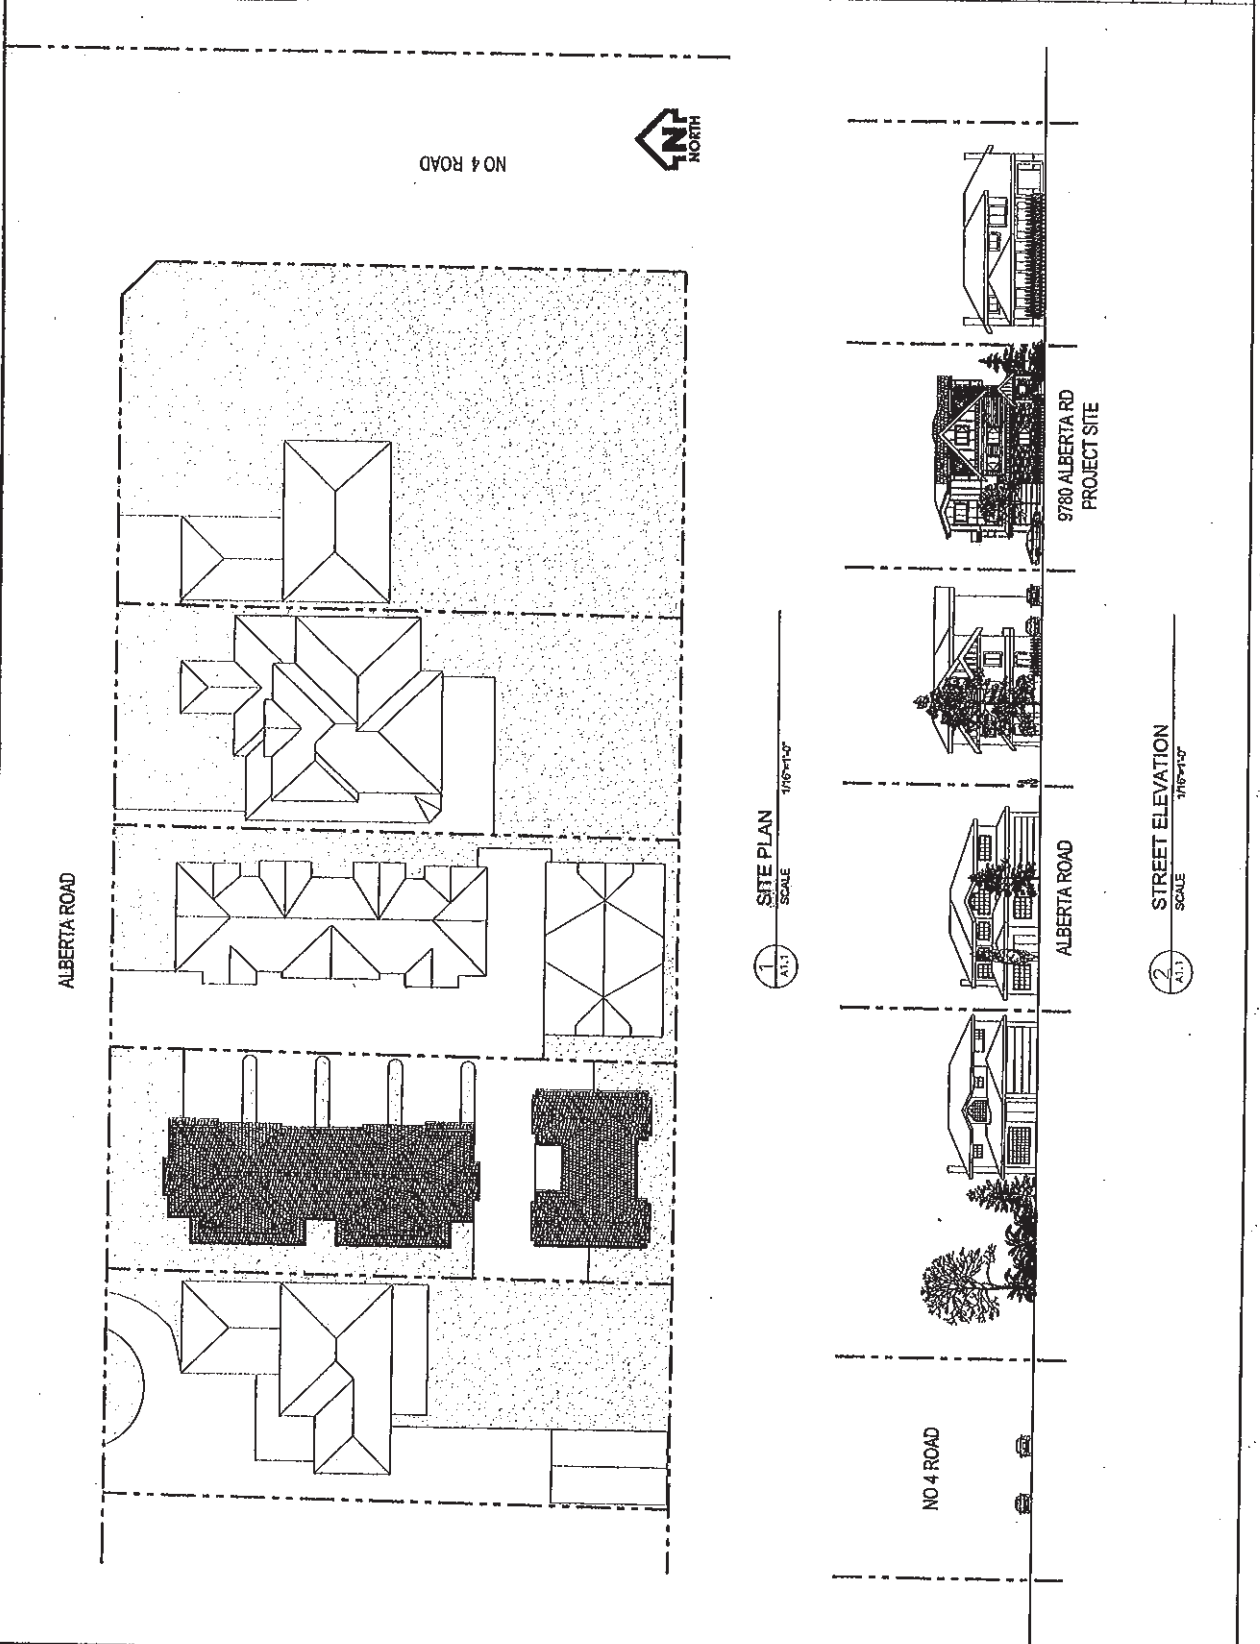 ALBERTA ROAD
NO 4 ROAD
N
NORTH
1
A1.1
SITE PLAN
SCALE 1/16"=1'-0"
NO 4 ROAD
ALBERTA ROAD
9780 ALBERTA RD
PROJECT SITE
2
A1.1
STREET ELEVATION
SCALE 1/16"=1'-0"